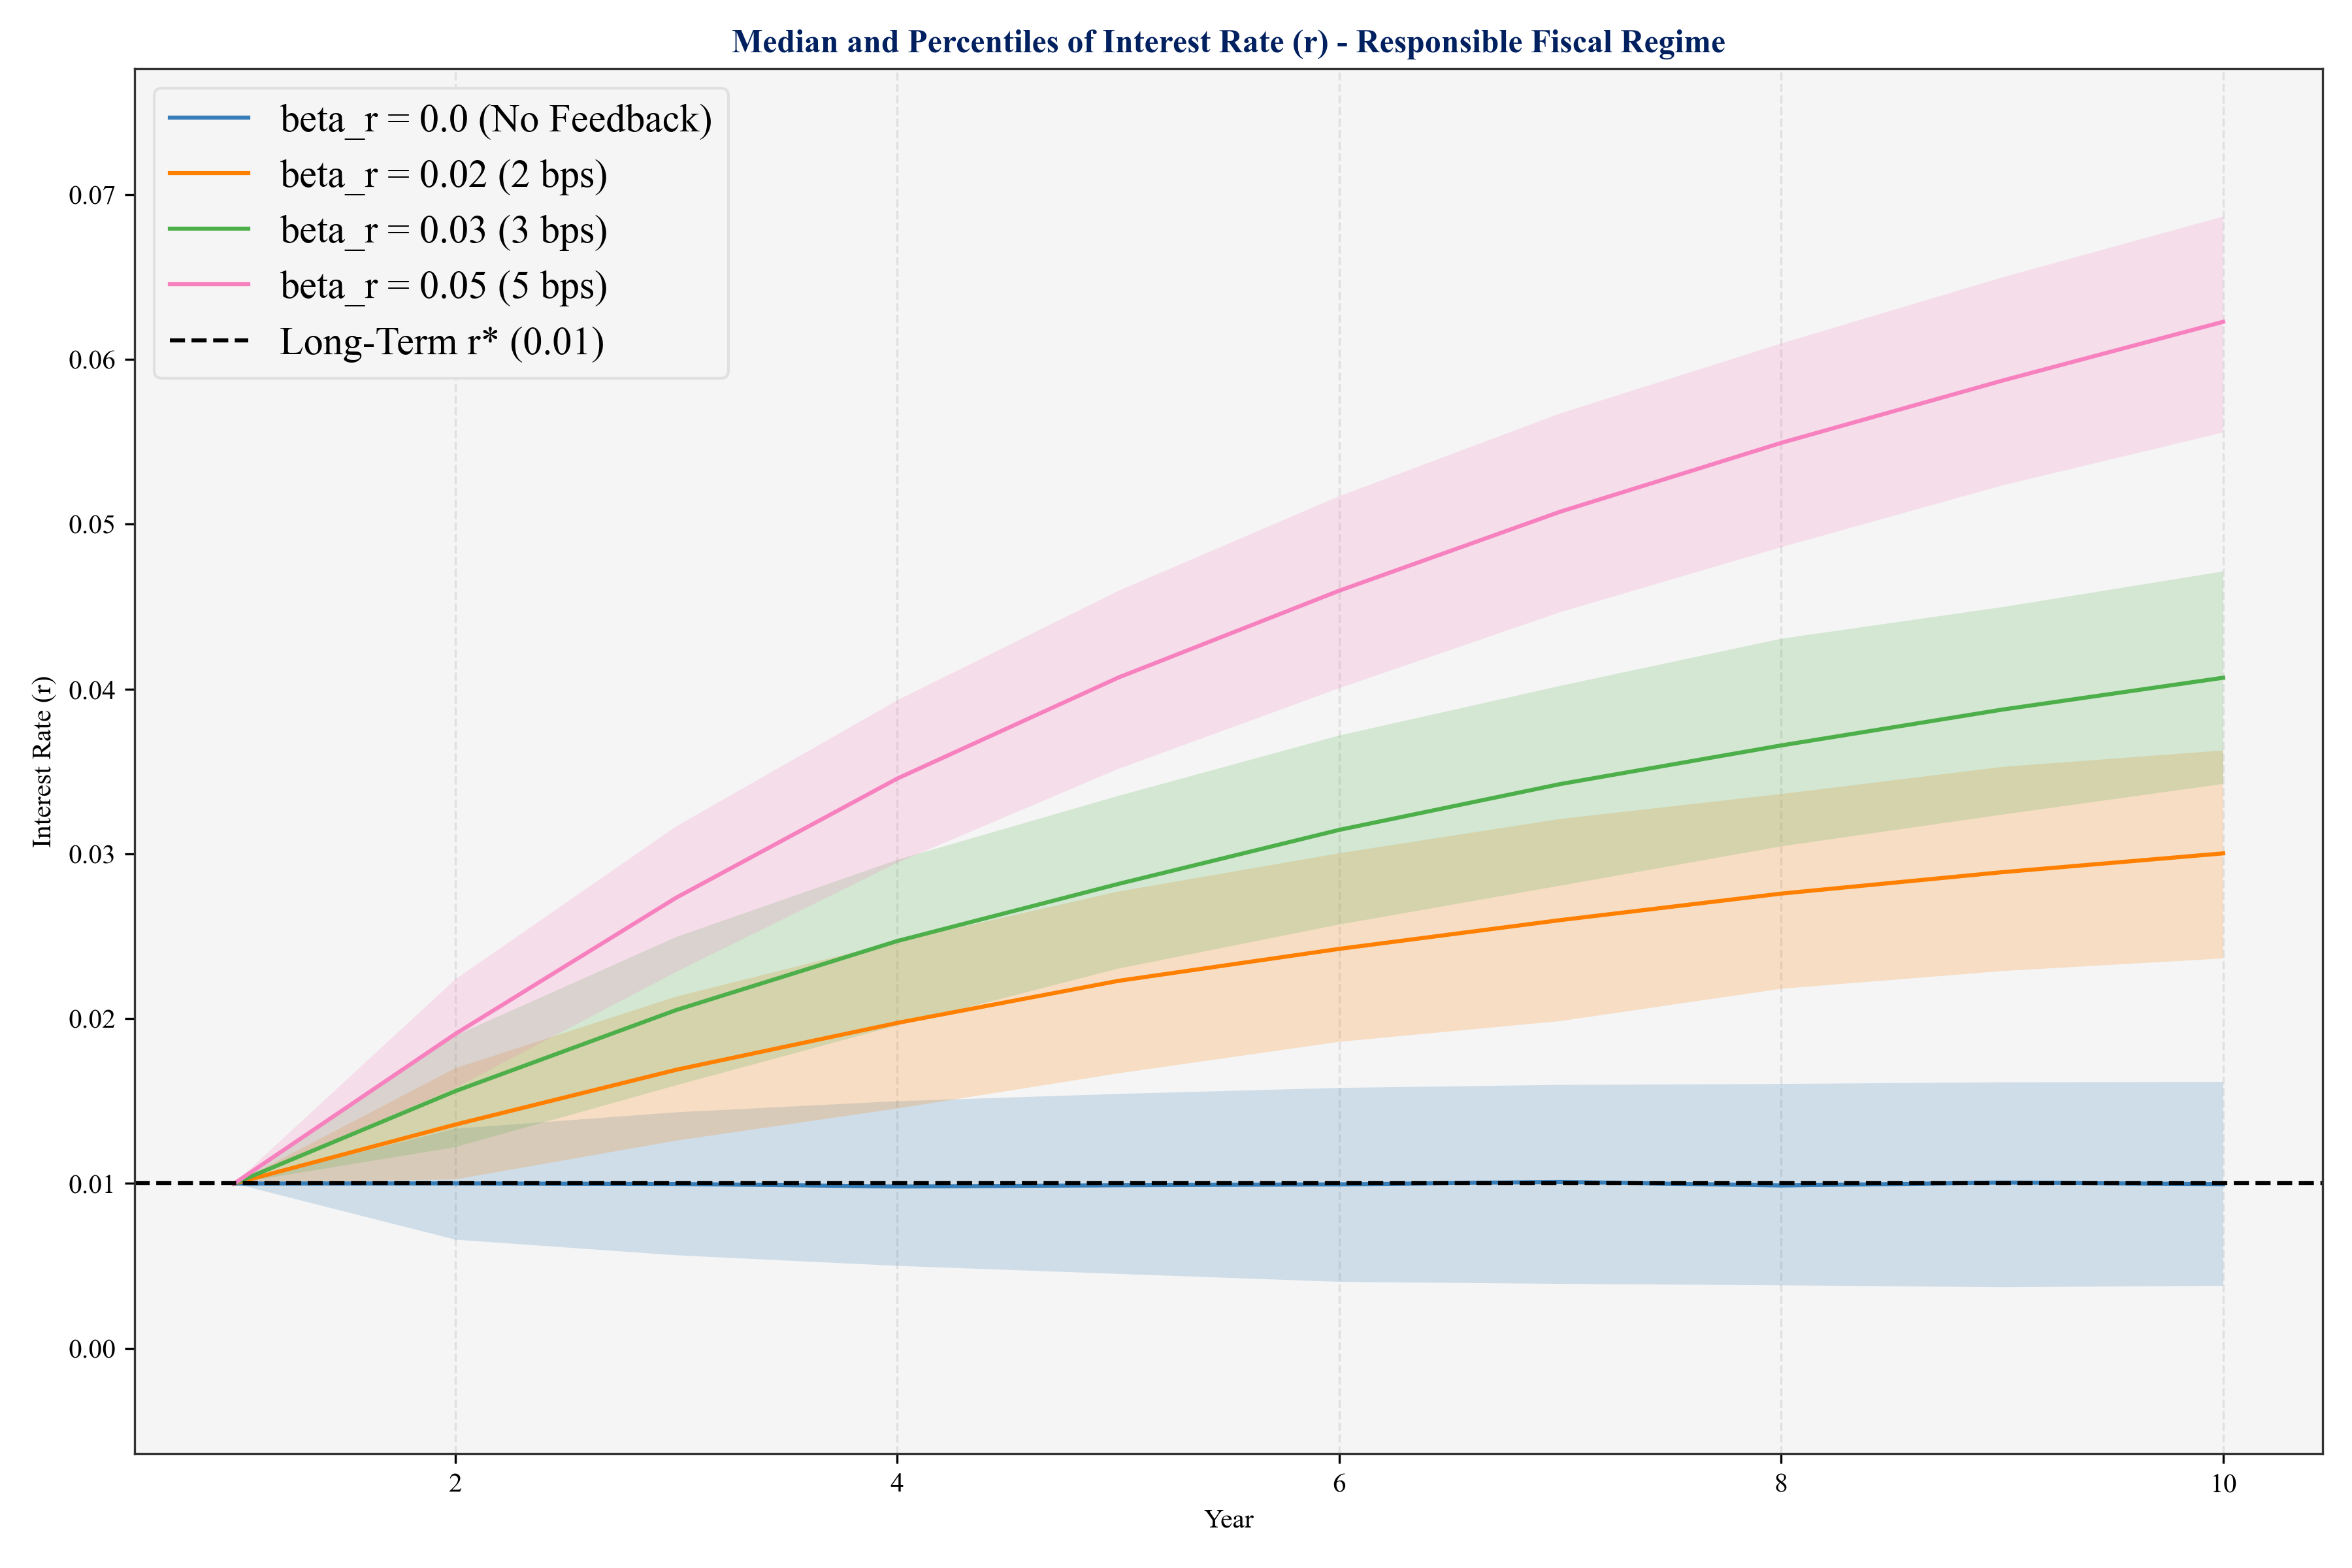 Median and Percentiles of Interest Rate (r) - Responsible Fiscal Regime
beta_r = 0.0 (No Feedback)
beta_r = 0.02 (2 bps)
beta_r = 0.03 (3 bps)
beta_r = 0.05 (5 bps)
Long-Term r* (0.01)
Interest Rate (r)
0.07
0.06
0.05
0.04
0.03
0.02
0.01
0.00
2
4
6
8
10
Year